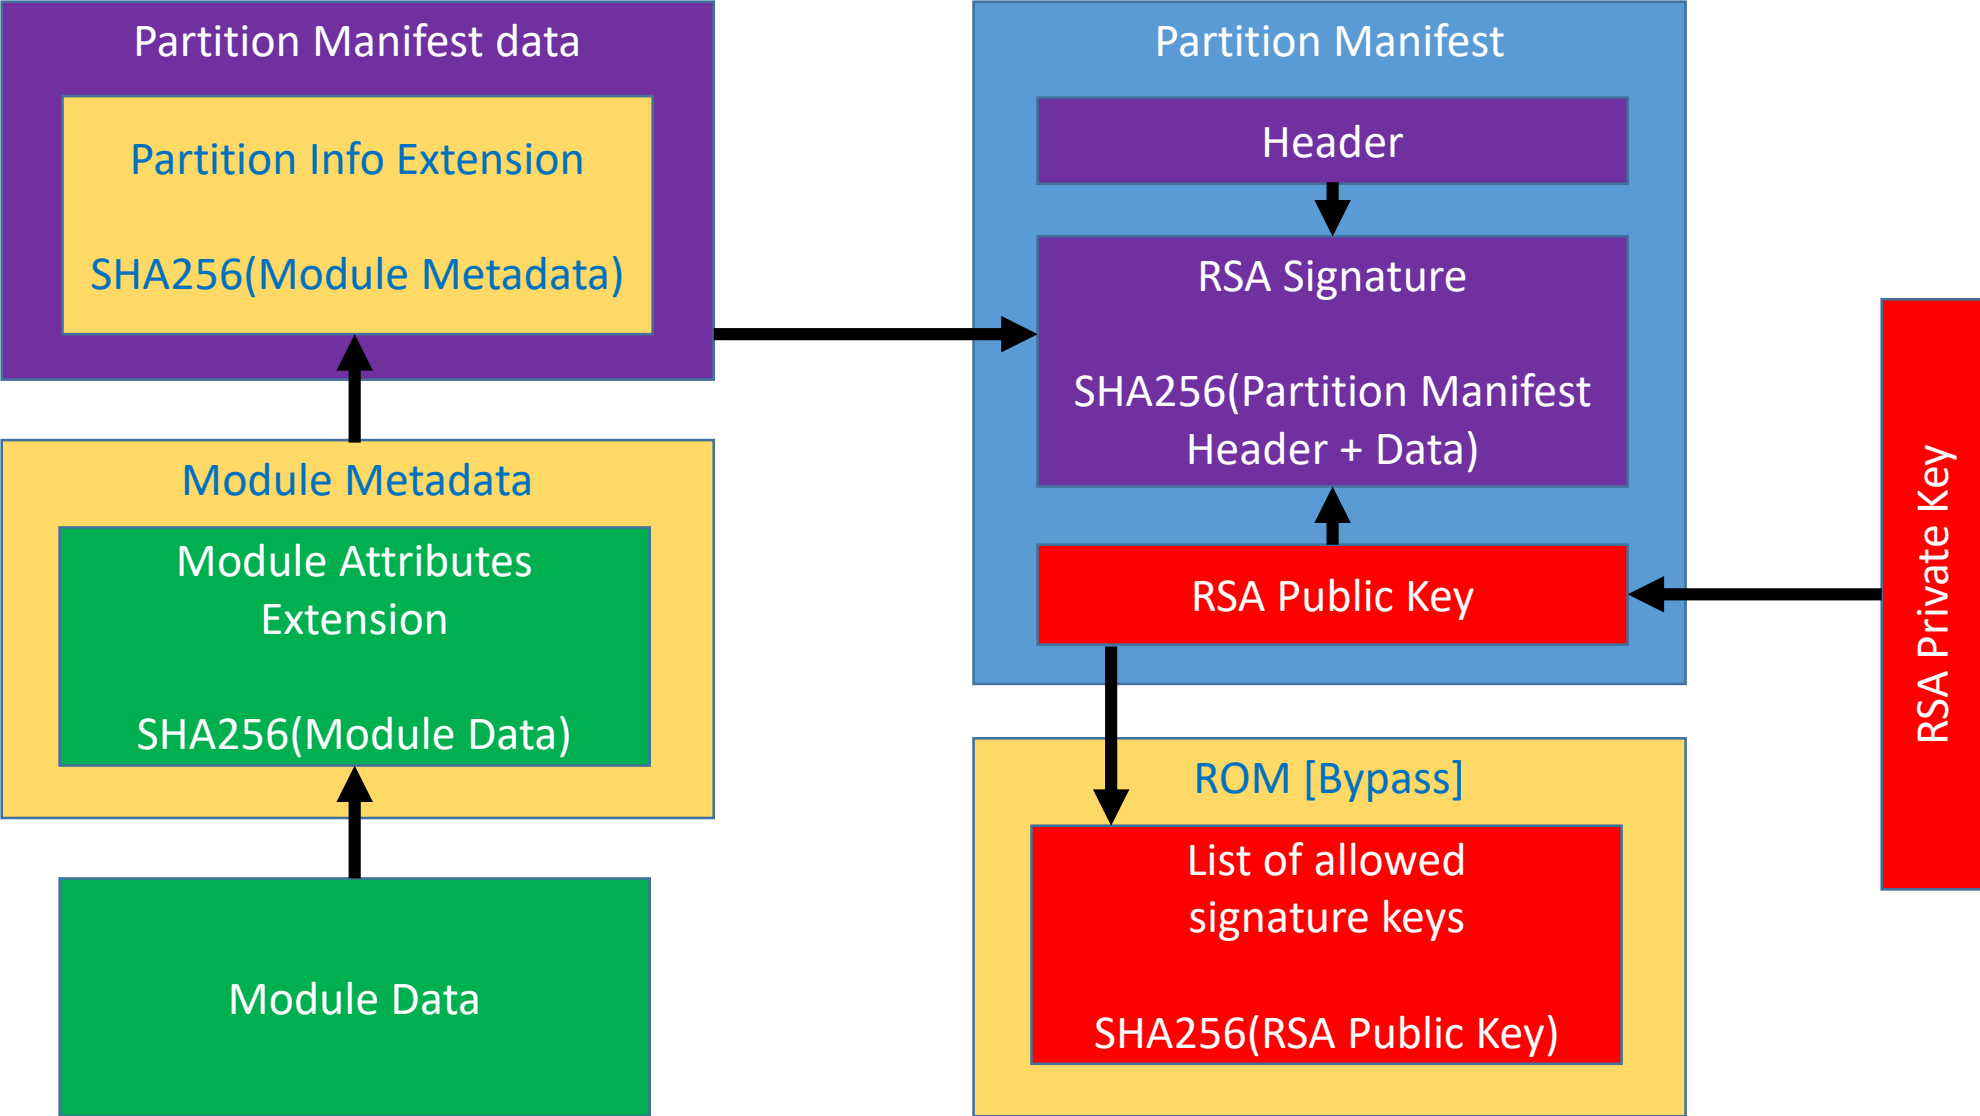 Partition Manifest data
Partition Info Extension
SHA256(Module Metadata)
Module Metadata
Module Attributes
Extension
SHA256(Module Data)
Module Data
Partition Manifest
Header
RSA Signature
SHA256(Partition Manifest
Header + Data)
RSA Public Key
ROM [Bypass]
List of allowed
signature keys
SHA256(RSA Public Key)
RSA Private Key